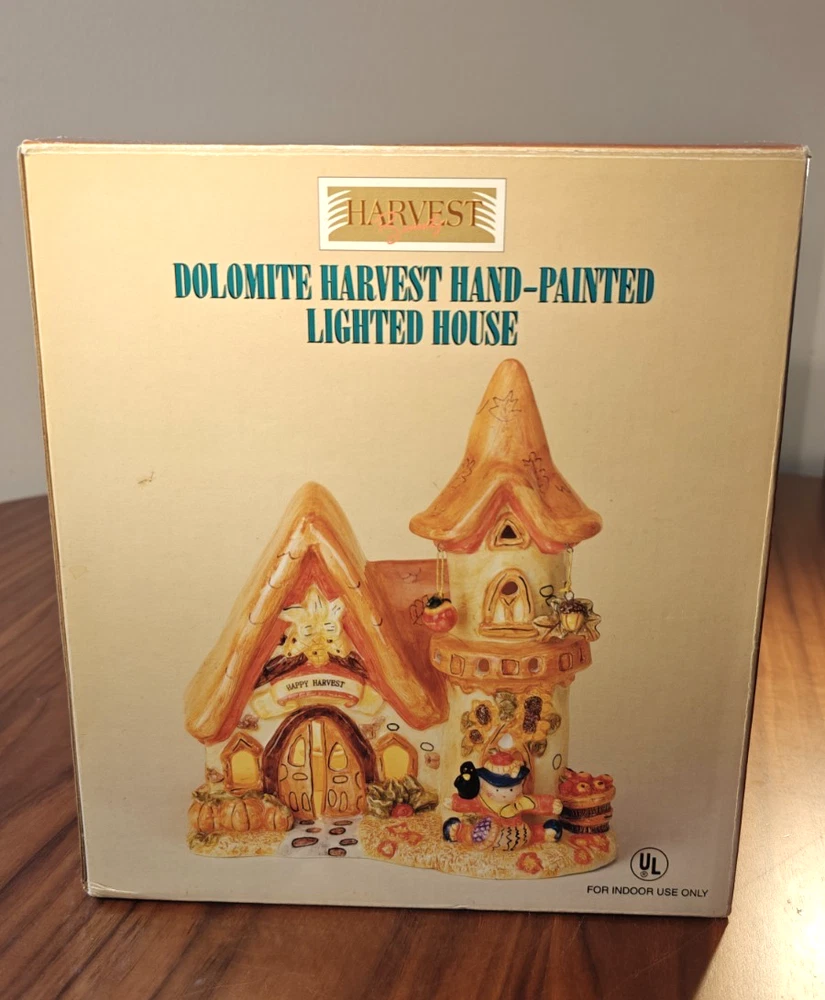 HARVEST
DOLOMITE HARVEST HAND-PAINTED
LIGHTED HOUSE
HAPPY HARVEST
UL
®
FOR INDOOR USE ONLY